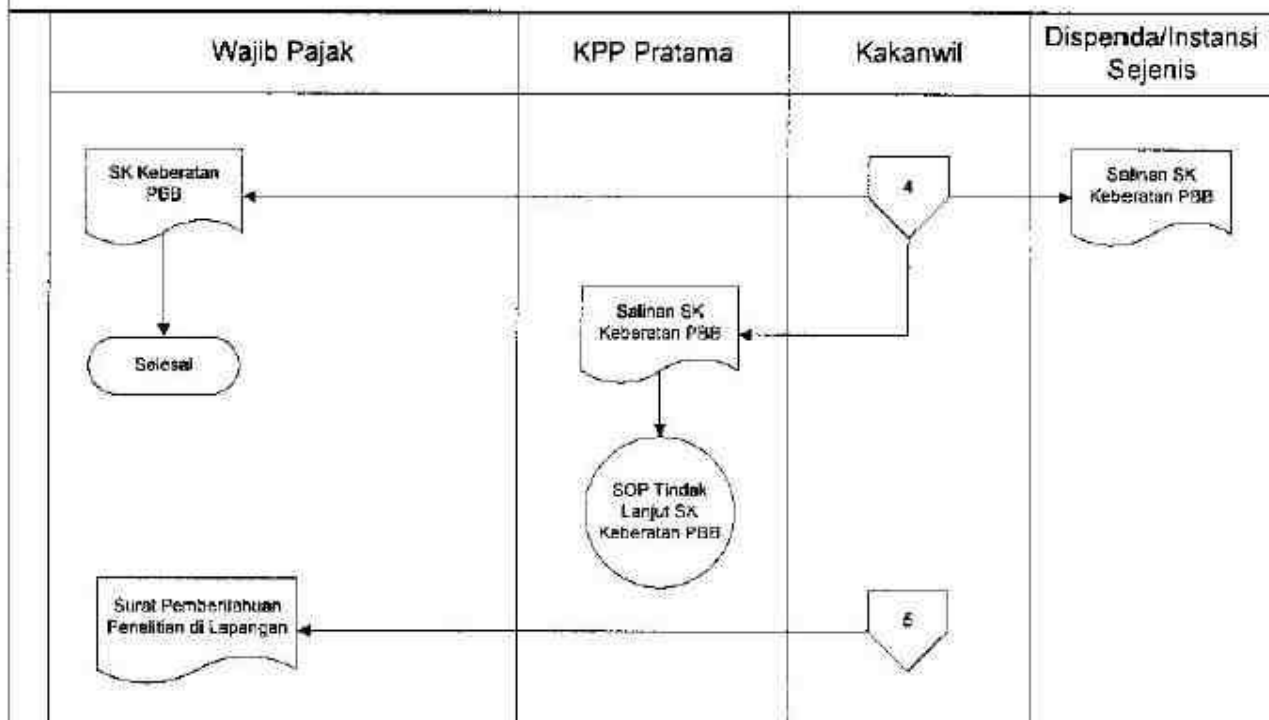 Wajib Pajak
KPP Pratama
Kakanwil
Dispenda/Instansi
Sejenis
SK Keberatan
PBB
4
Salinan SK
Keberatan PBB
Salinan SK
Keberatan PBB
Selesai
SOP Tindak
Lanjut SK
Keberatan PBB
Surat Pemberitahuan
Penelitian di Lapangan
5